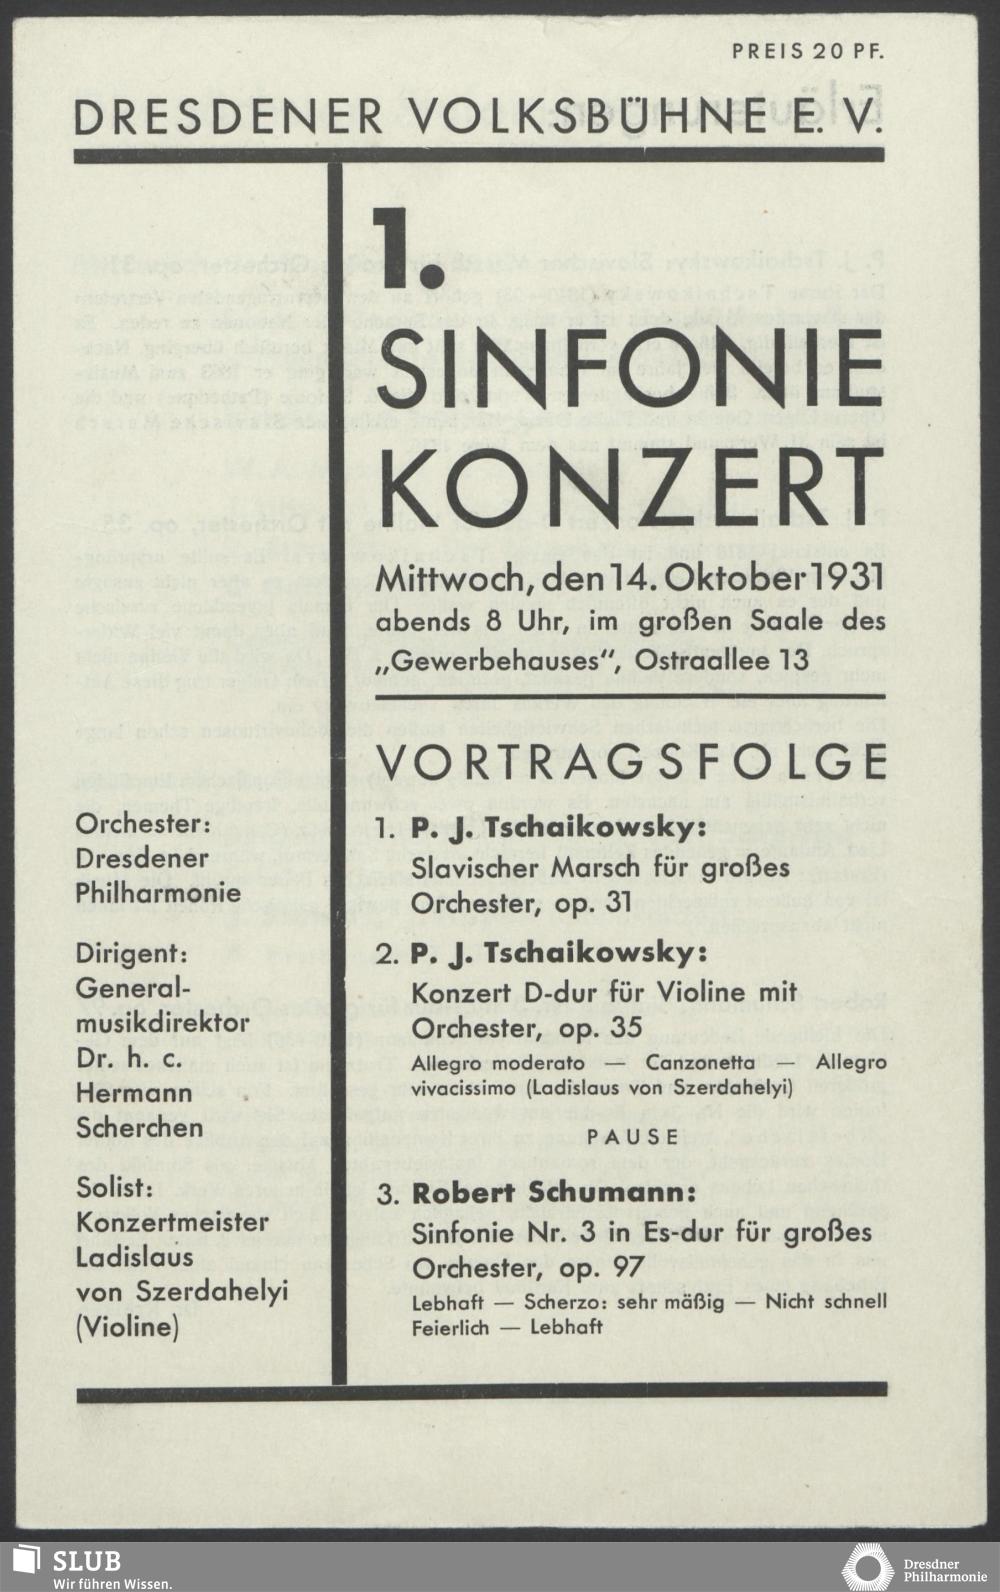 PREIS 20 PF.
DRESDENER VOLKSBÜHNE E. V.
1.
SINFONIE
KONZERT
Mittwoch, den 14. Oktober 1931
abends 8 Uhr, im großen Saale des
„Gewerbehauses“, Ostraallee 13
VORTRAGSFOLGE
Orchester:
Dresdener
Philharmonie
Dirigent:
General-
musikdirektor
Dr. h. c.
Hermann
Scherchen
Solist:
Konzertmeister
Ladislaus
von Szerdahelyi
(Violine)
1. P. J. Tschaikowsky:
Slavischer Marsch für großes
Orchester, op. 31
2. P. J. Tschaikowsky:
Konzert D-dur für Violine mit
Orchester, op. 35
Allegro moderato — Canzonetta — Allegro
vivacissimo (Ladislaus von Szerdahelyi)
PAUSE
3. Robert Schumann:
Sinfonie Nr. 3 in Es-dur für großes
Orchester, op. 97
Lebhaft — Scherzo: sehr mäßig — Nicht schnell
Feierlich — Lebhaft
SLUB
Wir führen Wissen.
Dresdner
Philharmonie